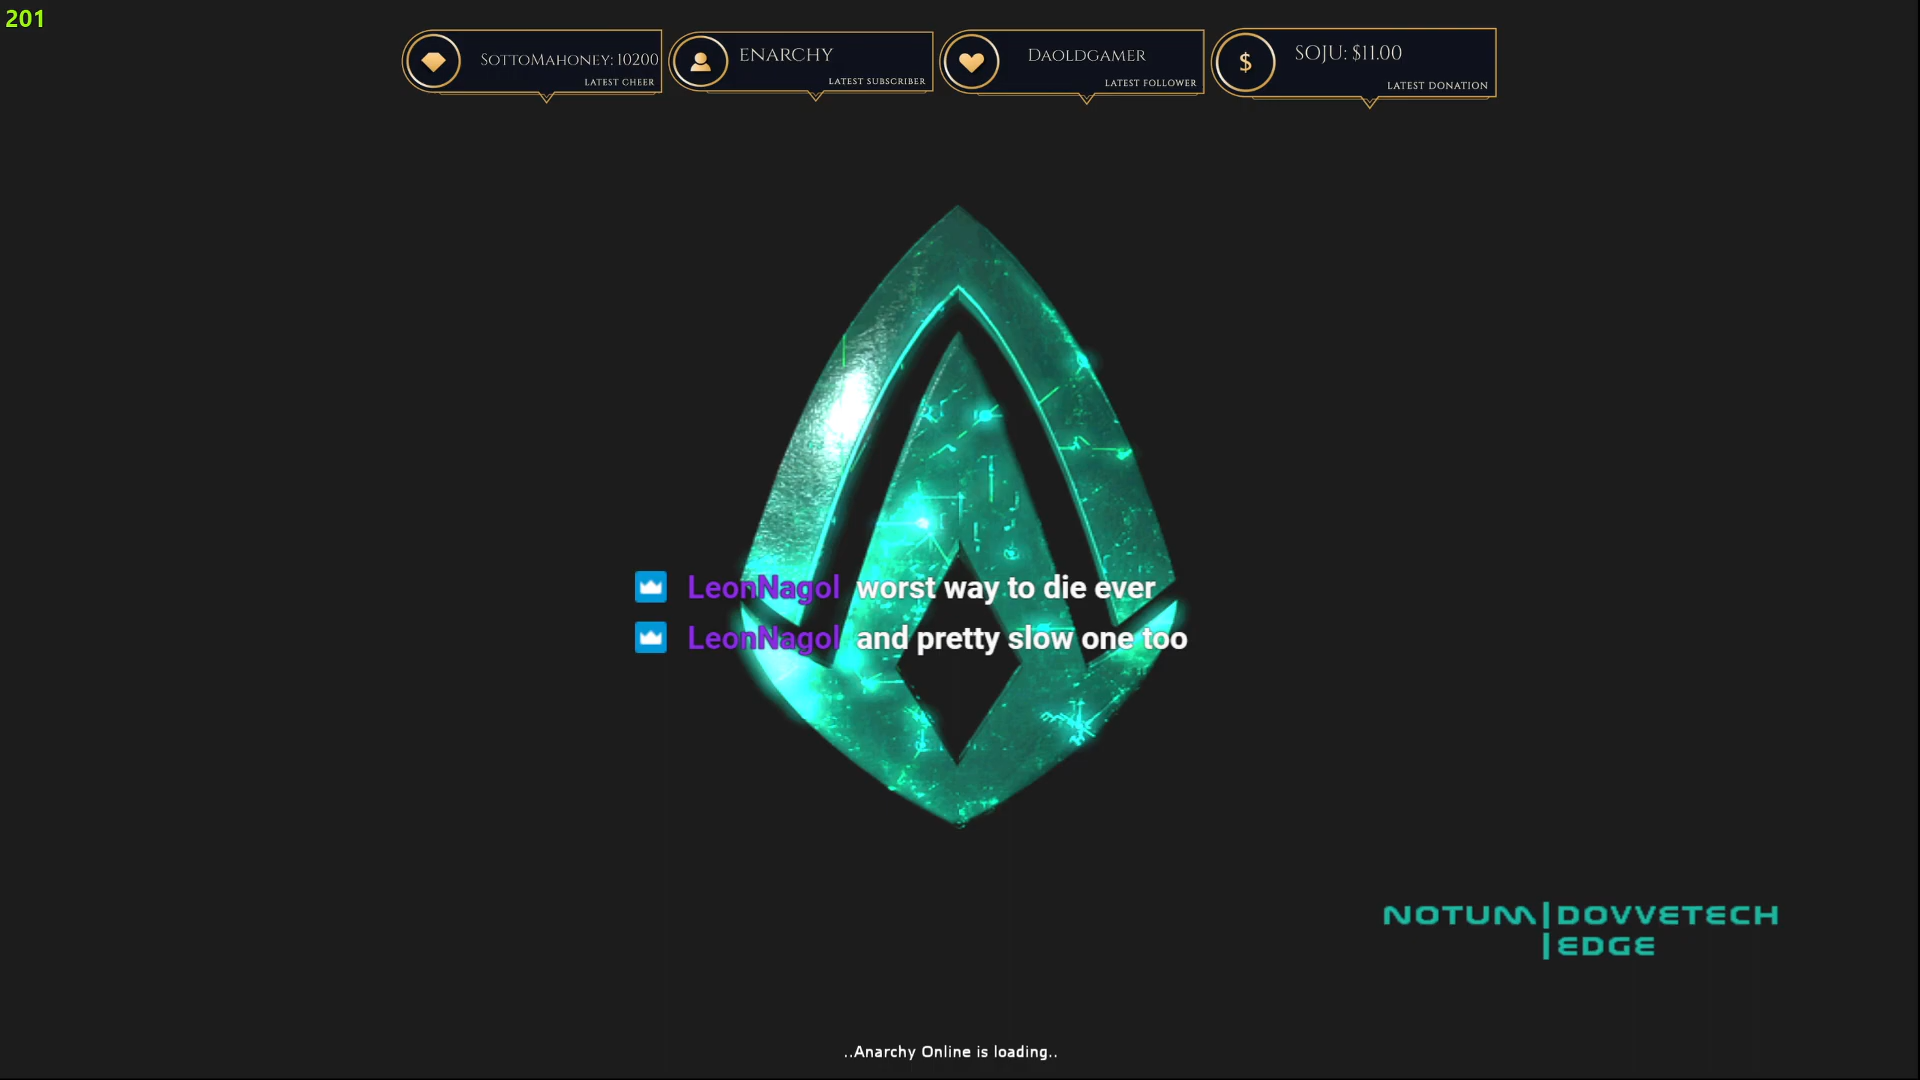 201
SottoMahoney: 10200
LATEST CHEER
ENARCHY
LATEST SUBSCRIBER
Daoldgamer
LATEST FOLLOWER
SOJU: $11.00
LATEST DONATION
LeonNagol worst way to die ever
LeonNagol and pretty slow one too
NOTUM|DOVVETECH
|EDGE
..Anarchy Online is loading..